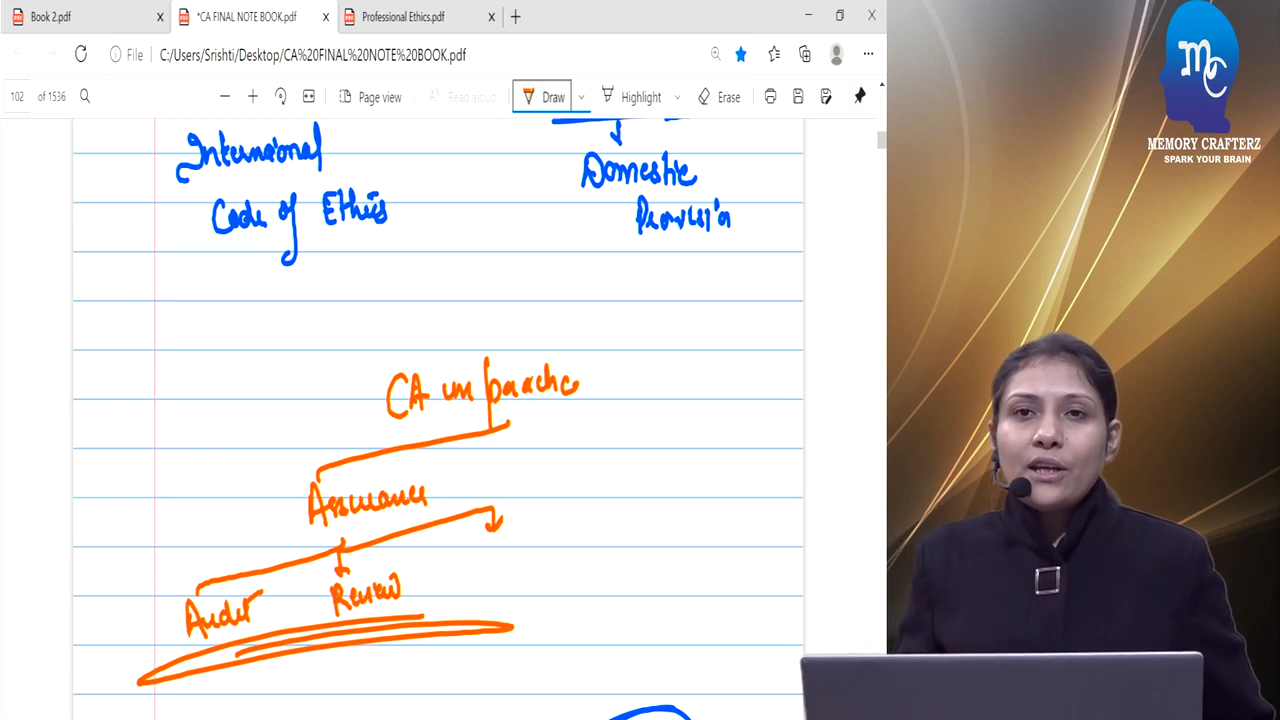 Book 2.pdf
*CA FINAL NOTE BOOK.pdf
Professional Ethics.pdf
File
C:/Users/Srishti/Desktop/CA%20FINAL%20NOTE%20BOOK.pdf
102 of 1536
Page view
Read aloud
Draw
Highlight
Erase
MC
MEMORY CRAFTERZ
SPARK YOUR BRAIN
International
Code of Ethics
Domestic
Provision
CA in practice
Assurance
Audit
Review